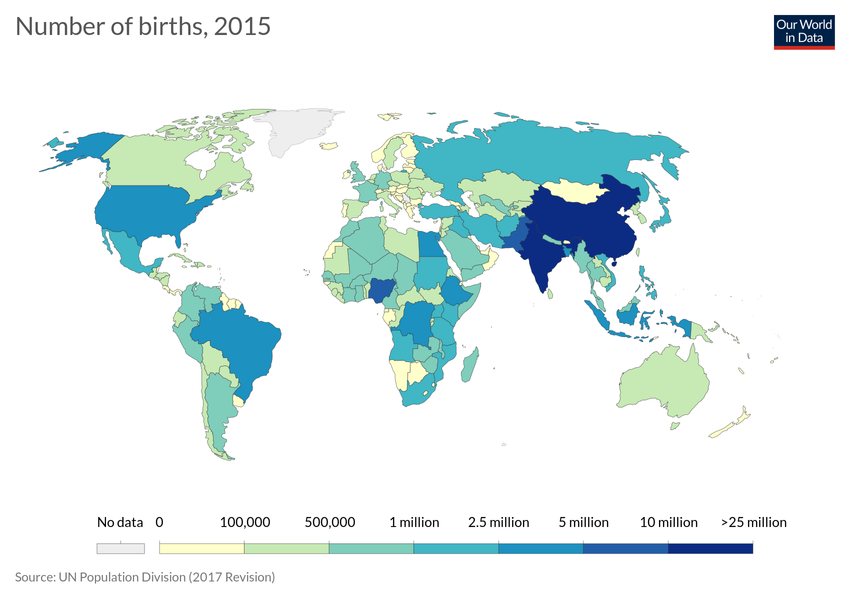 Number of births, 2015
Our World
in Data
No data 0 100,000 500,000 1 million 2.5 million 5 million 10 million >25 million
Source: UN Population Division (2017 Revision)